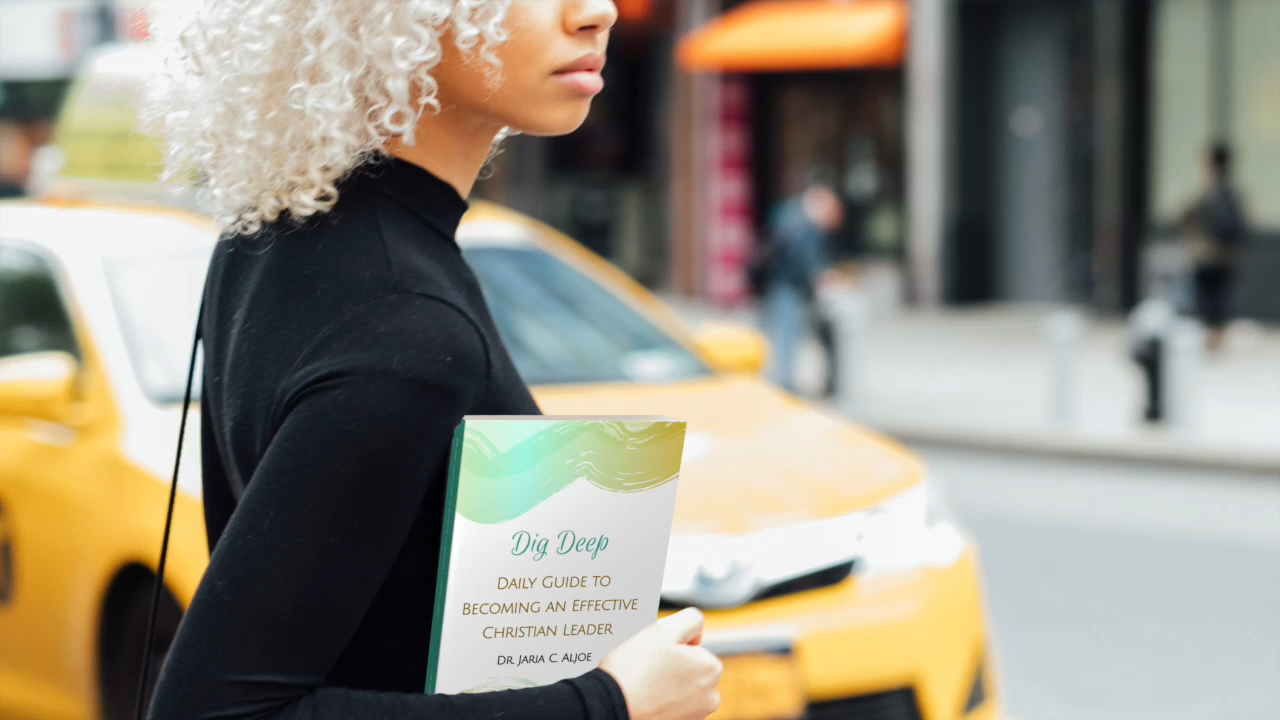 Dig Deep
Daily Guide to
Becoming an Effective
Christian Leader
Dr. Jaria C. Aljoe